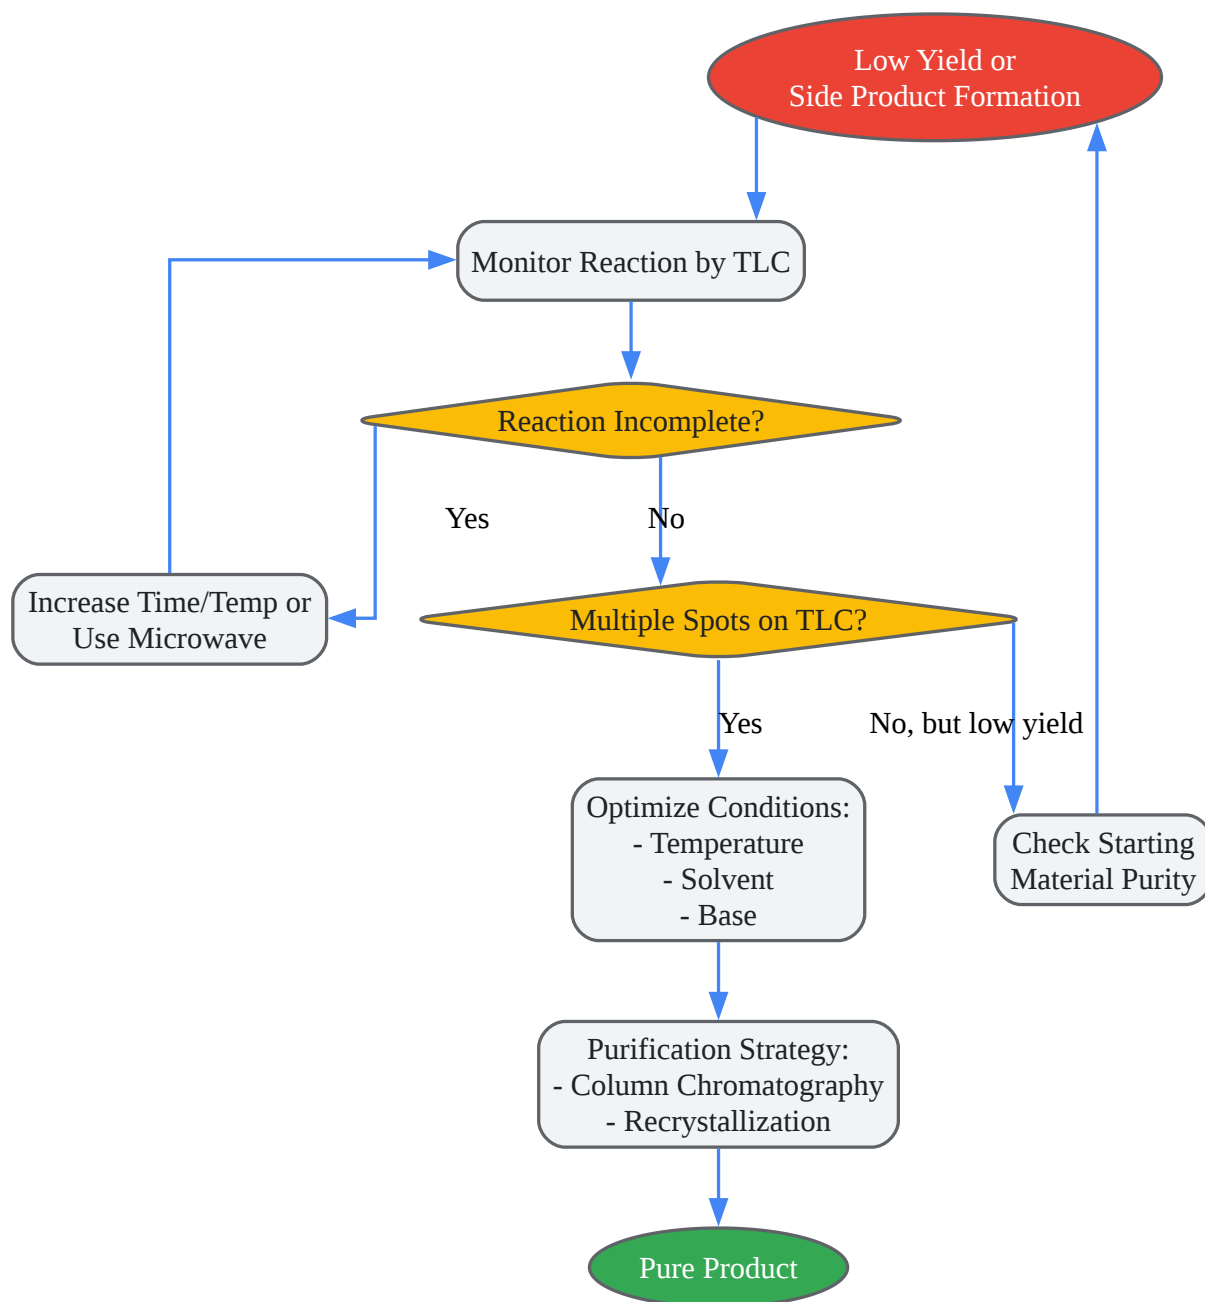 Low Yield or
Side Product Formation
Monitor Reaction by TLC
Reaction Incomplete?
Yes
No
Increase Time/Temp or
Use Microwave
Multiple Spots on TLC?
Yes
No, but low yield
Optimize Conditions:
- Temperature
- Solvent
- Base
Check Starting
Material Purity
Purification Strategy:
- Column Chromatography
- Recrystallization
Pure Product